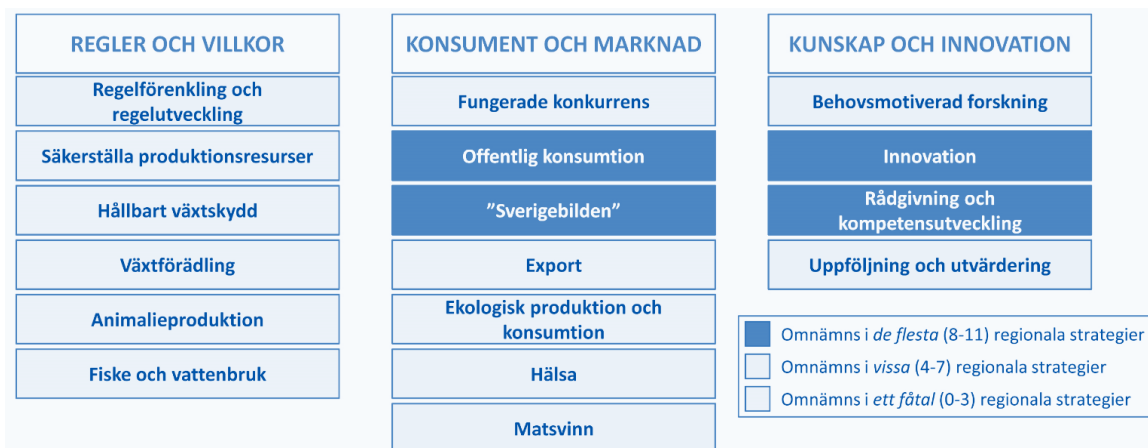 REGLER OCH VILLKOR
Regelförenkling och
regelutveckling
Säkerställa produktionsresurser
Hållbart växtskydd
Växtförädling
Animalieproduktion
Fiske och vattenbruk
KONSUMENT OCH MARKNAD
Fungerade konkurrens
Offentlig konsumtion
”Sverigebilden”
Export
Ekologisk produktion och
konsumtion
Hälsa
Matsvinn
KUNSKAP OCH INNOVATION
Behovsmotiverad forskning
Innovation
Rådgivning och
kompetensutveckling
Uppföljning och utvärdering
Omnämns i de flesta (8-11) regionala strategier
Omnämns i vissa (4-7) regionala strategier
Omnämns i ett fåtal (0-3) regionala strategier